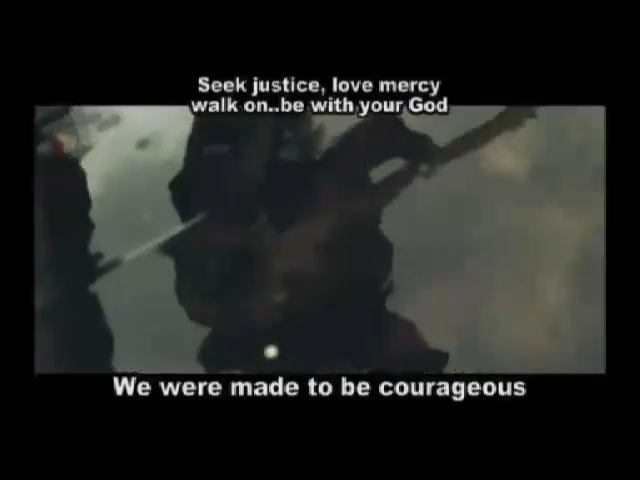 Seek justice, love mercy
walk on..be with your God
We were made to be courageous